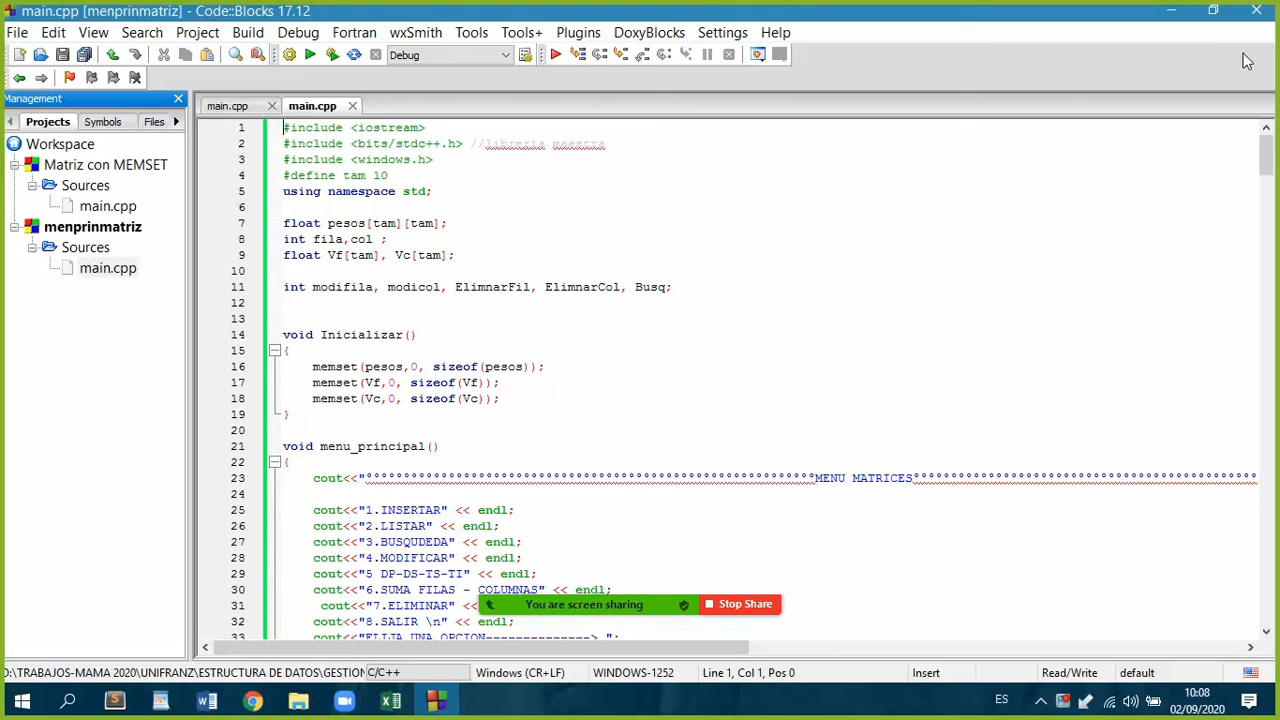 main.cpp [menprinmatriz] - Code::Blocks 17.12
File Edit View Search Project Build Debug Fortran wxSmith Tools Tools+ Plugins DoxyBlocks Settings Help
Debug
Management
main.cpp main.cpp
Projects Symbols Files
Workspace
Matriz con MEMSET
Sources
main.cpp
menprinmatriz
Sources
main.cpp
1 #include <iostream>
2 #include <bits/stdc++.h> //libreria maestra
3 #include <windows.h>
4 #define tam 10
5 using namespace std;
6
7 float pesos[tam][tam];
8 int fila,col ;
9 float Vf[tam], Vc[tam];
10
11 int modifila, modicol, ElimnarFil, ElimnarCol, Busq;
12
13
14 void Inicializar()
15 {
16 memset(pesos,0, sizeof(pesos));
17 memset(Vf,0, sizeof(Vf));
18 memset(Vc,0, sizeof(Vc));
19 }
20
21 void menu_principal()
22 {
23 cout<<"°°°°°°°°°°°°°°°°°°°°°°°°°°°°°°°°°°°°°°°°°°°°°°°°°°°°°°°°°°°°°MENU MATRICES°°°°°°°°°°°°°°°°°°°°°°°°°°°°°°°°°°°°°°°°°°°°°°°
24
25 cout<<"1.INSERTAR" << endl;
26 cout<<"2.LISTAR" << endl;
27 cout<<"3.BUSQUDEDA" << endl;
28 cout<<"4.MODIFICAR" << endl;
29 cout<<"5 DP-DS-TS-TI" << endl;
30 cout<<"6.SUMA FILAS - COLUMNAS" << endl;
31 cout<<"7.ELIMINAR" <<
32 cout<<"8.SALIR \n" << endl;
33 cout<<"ELIJA UNA OPCION--------------> ";
You are screen sharing Stop Share
D:\TRABAJOS-MAMA 2020\UNIFRANZ\ESTRUCTURA DE DATOS\GESTION C/C++ Windows (CR+LF) WINDOWS-1252 Line 1, Col 1, Pos 0 Insert Read/Write default
ES 10:08
02/09/2020